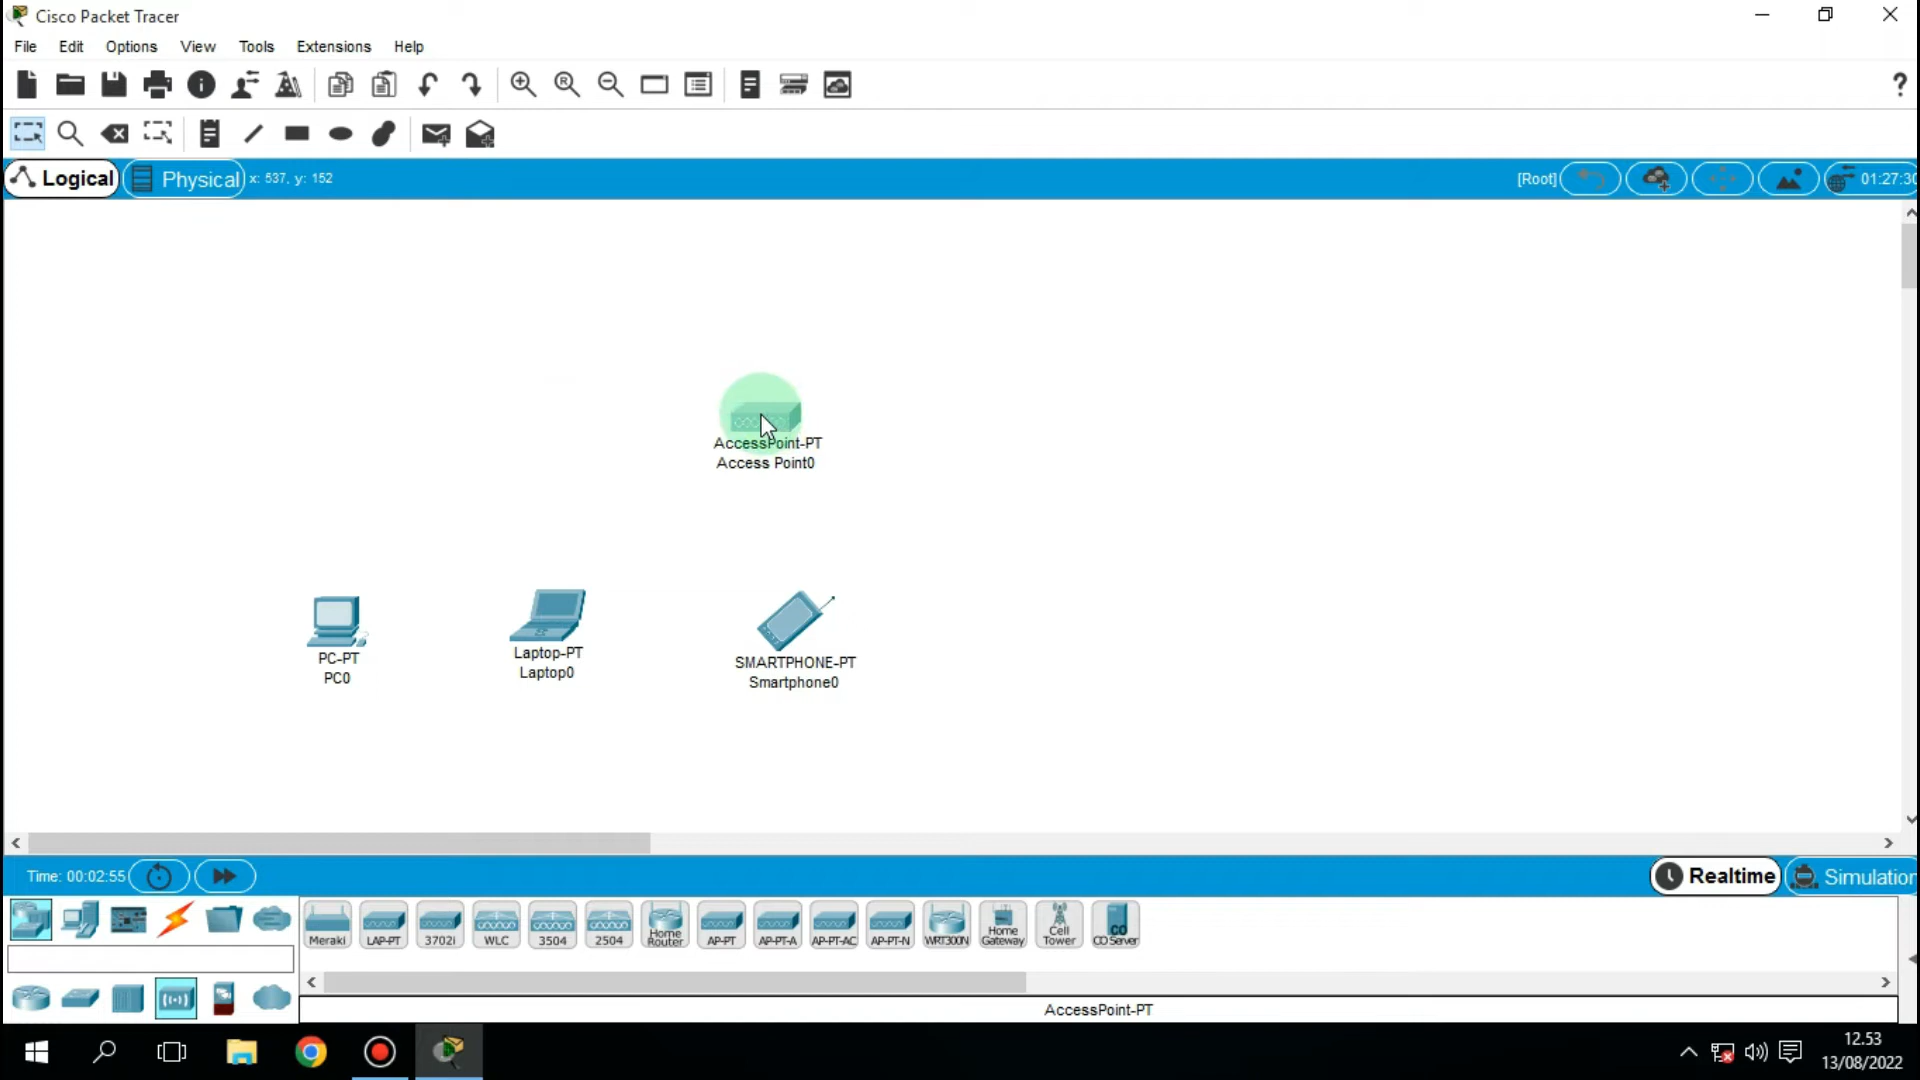 Cisco Packet Tracer
File Edit Options View Tools Extensions Help
?
Logical Physical x: 537, y: 152 [Root] 01:27:30
AccessPoint-PT
Access Point0
PC-PT
PC0
Laptop-PT
Laptop0
SMARTPHONE-PT
Smartphone0
Time: 00:02:55 Realtime Simulation
Meraki LAP-PT 3702i WLC 3504 2504 Home Router AP-PT AP-PT-A AP-PT-AC AP-PT-N WRT300N Home Gateway Cell Tower CO Server
AccessPoint-PT
12.53
13/08/2022